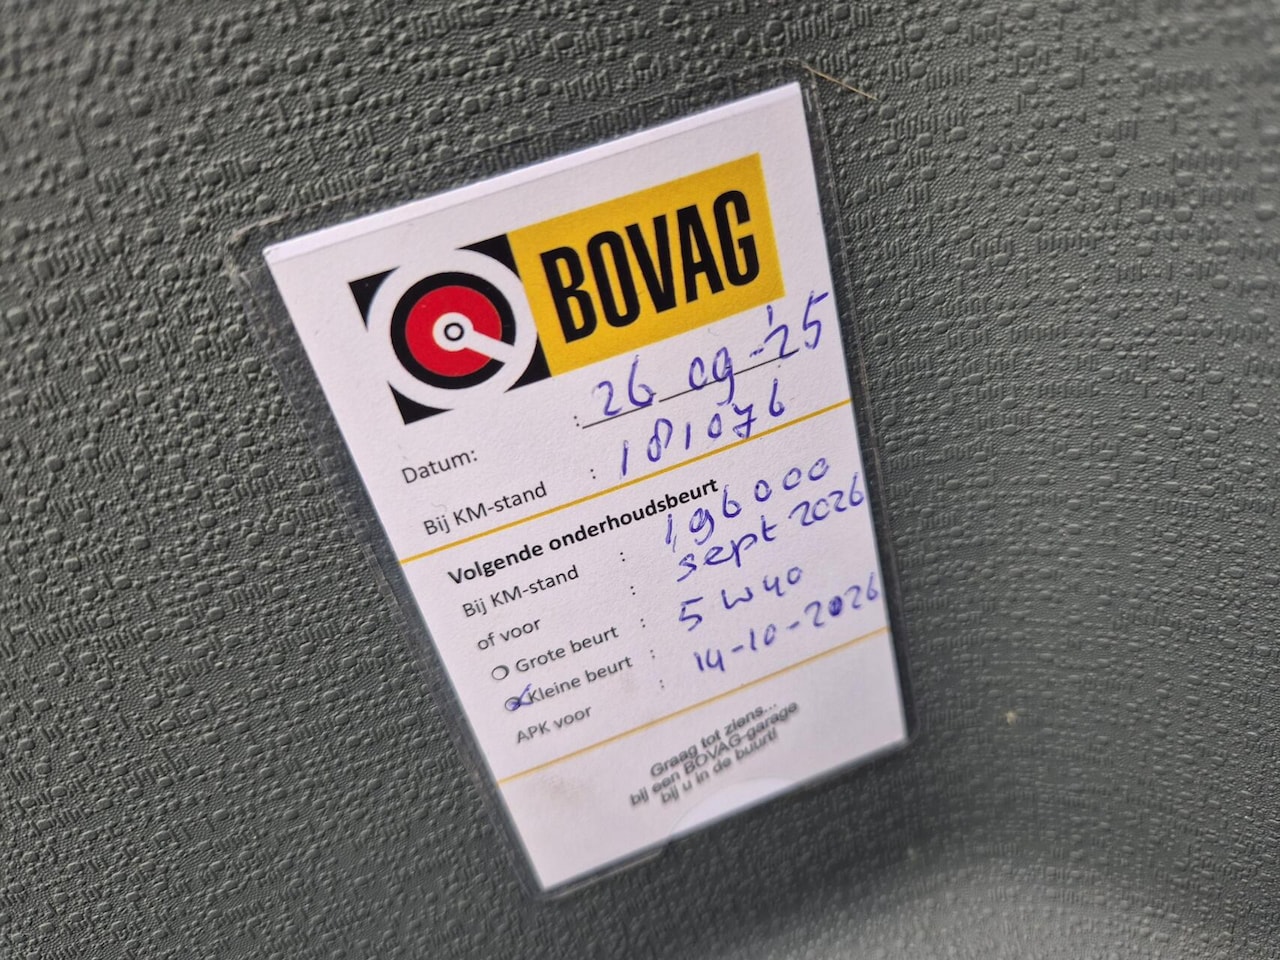 BOVAG
Datum: : 26 09-'25
Bij KM-stand : 181076
Volgende onderhoudsbeurt
Bij KM-stand : 196000
of voor : sept 2026
Grote beurt : 5 W 40
Kleine beurt :
APK voor : 14-10-2026
Graag tot ziens...
bij een BOVAG-garage
bij u in de buurt!